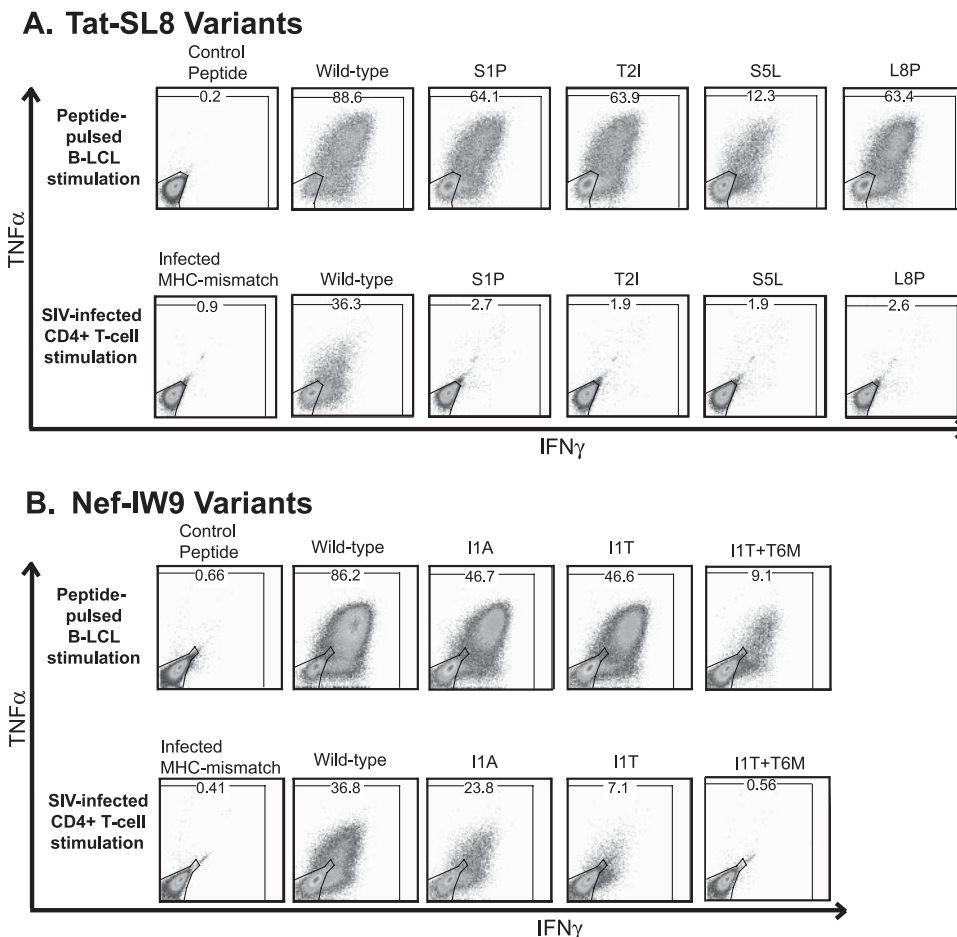 A. Tat-SL8 Variants
Control
Peptide
Wild-type
S1P
T2I
S5L
L8P
Peptide-
pulsed
B-LCL
stimulation
0.2
88.6
64.1
63.9
12.3
63.4
TNFα
Infected
MHC-mismatch
Wild-type
S1P
T2I
S5L
L8P
SIV-infected
CD4+ T-cell
stimulation
0.9
36.3
2.7
1.9
1.9
2.6
IFNγ
B. Nef-IW9 Variants
Control
Peptide
Wild-type
I1A
I1T
I1T+T6M
Peptide-
pulsed
B-LCL
stimulation
0.66
86.2
46.7
46.6
9.1
TNFα
Infected
MHC-mismatch
Wild-type
I1A
I1T
I1T+T6M
SIV-infected
CD4+ T-cell
stimulation
0.41
36.8
23.8
7.1
0.56
IFNγ